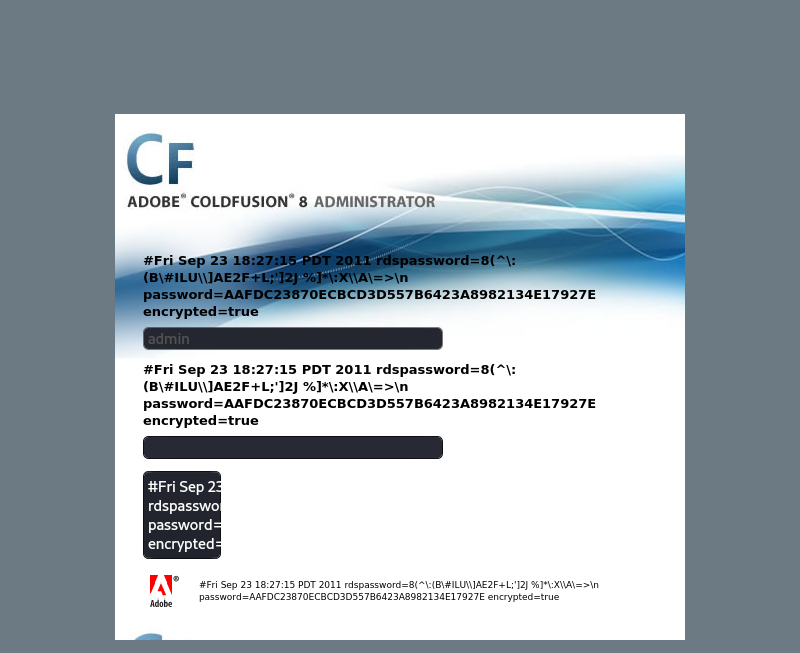 CF
ADOBE® COLDFUSION® 8 ADMINISTRATOR
#Fri Sep 23 18:27:15 PDT 2011 rdspassword=8(^\:
(B\#ILU\\]AE2F+L;']2J %]*\:X\\A\=>\n
password=AAFDC23870ECBCD3D557B6423A8982134E17927E
encrypted=true
admin
#Fri Sep 23 18:27:15 PDT 2011 rdspassword=8(^\:
(B\#ILU\\]AE2F+L;']2J %]*\:X\\A\=>\n
password=AAFDC23870ECBCD3D557B6423A8982134E17927E
encrypted=true
#Fri Sep 23
rdspasswo
password=
encrypted=
#Fri Sep 23 18:27:15 PDT 2011 rdspassword=8(^\:(B\#ILU\\]AE2F+L;']2J %]*\:X\\A\=>\n
password=AAFDC23870ECBCD3D557B6423A8982134E17927E encrypted=true
Adobe